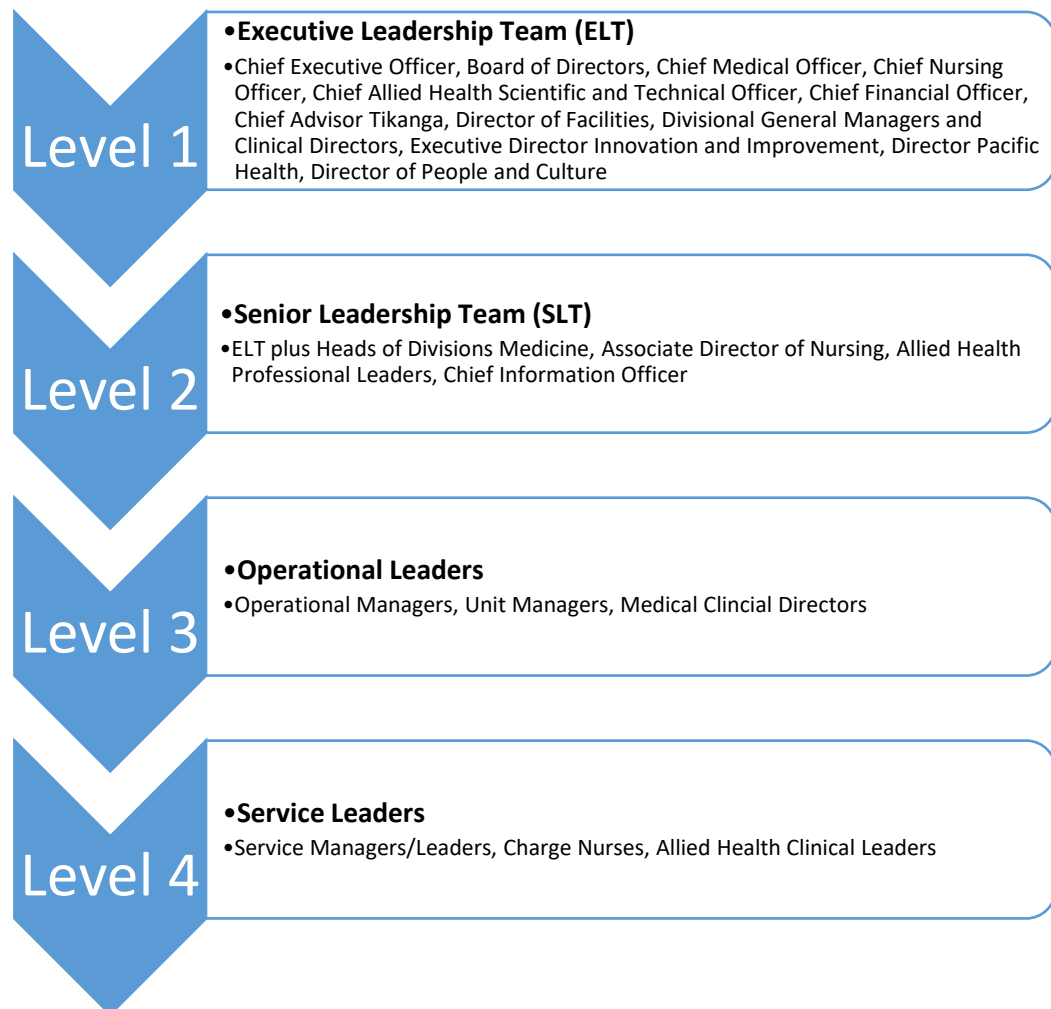 Level 1
•Executive Leadership Team (ELT)
•Chief Executive Officer, Board of Directors, Chief Medical Officer, Chief Nursing
Officer, Chief Allied Health Scientific and Technical Officer, Chief Financial Officer,
Chief Advisor Tikanga, Director of Facilities, Divisional General Managers and
Clinical Directors, Executive Director Innovation and Improvement, Director Pacific
Health, Director of People and Culture
Level 2
•Senior Leadership Team (SLT)
•ELT plus Heads of Divisions Medicine, Associate Director of Nursing, Allied Health
Professional Leaders, Chief Information Officer
Level 3
•Operational Leaders
•Operational Managers, Unit Managers, Medical Clincial Directors
Level 4
•Service Leaders
•Service Managers/Leaders, Charge Nurses, Allied Health Clinical Leaders